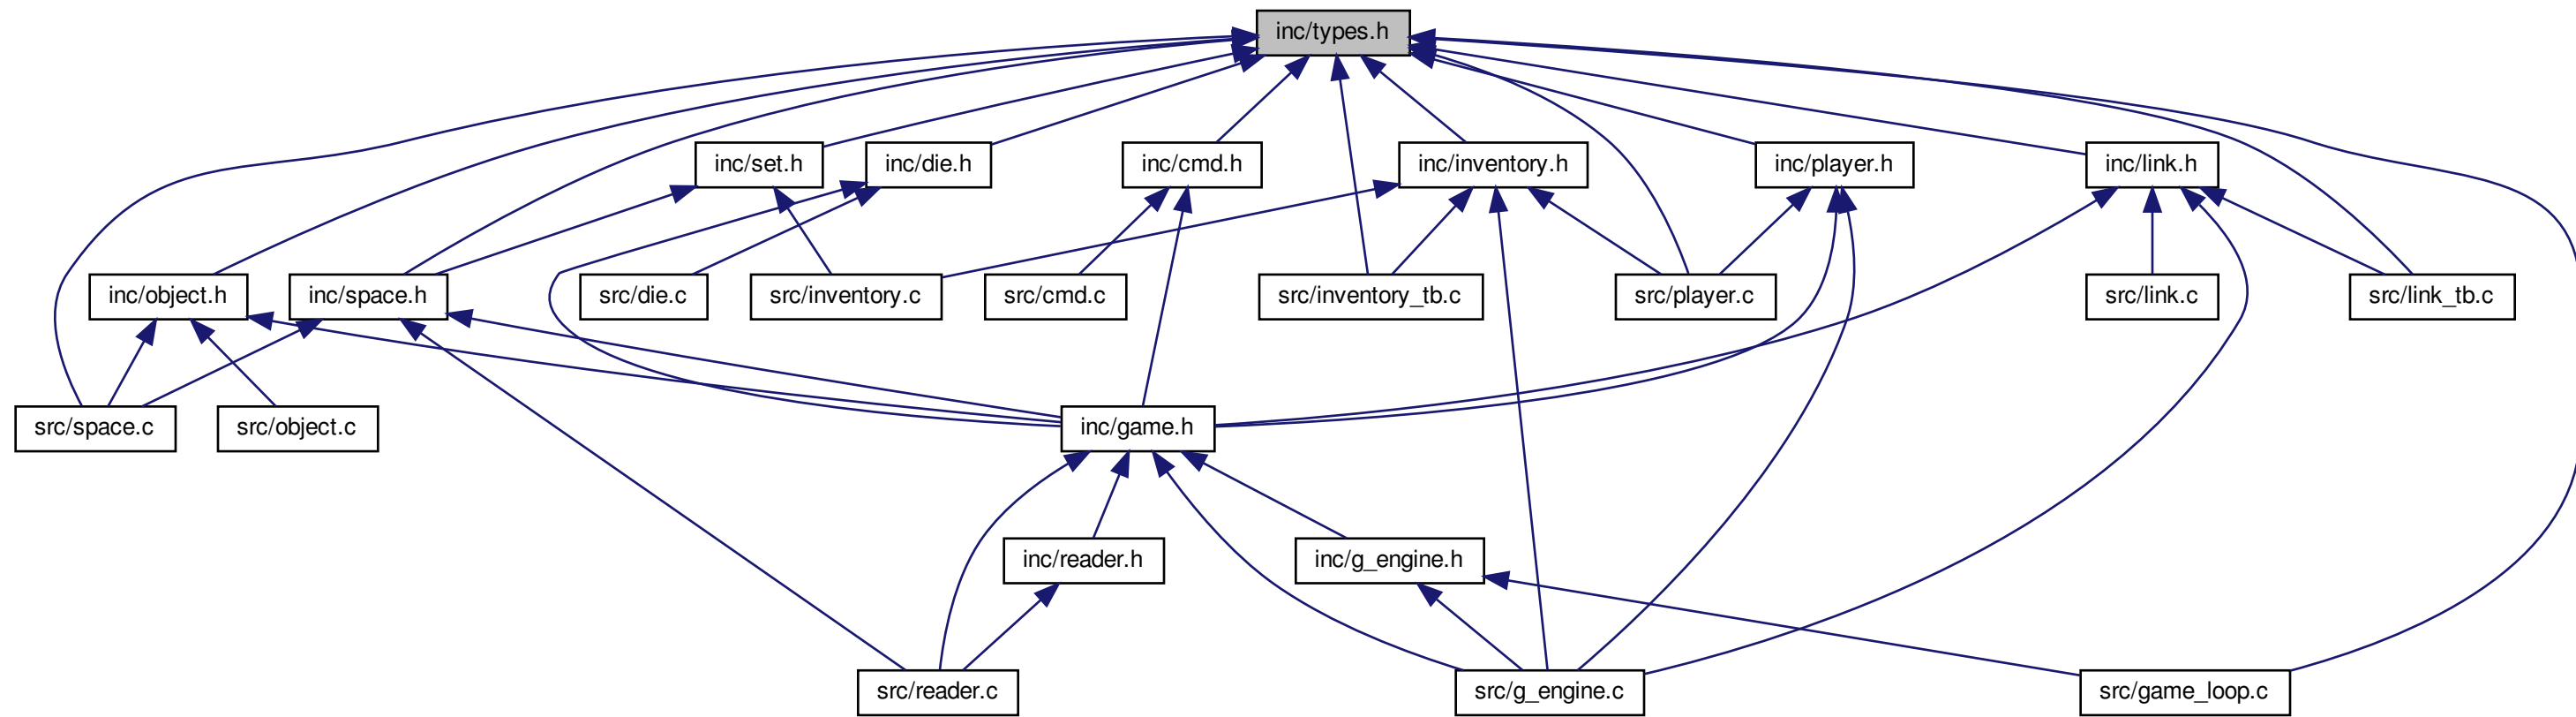 inc/types.h
inc/set.h
inc/die.h
inc/cmd.h
inc/inventory.h
inc/player.h
inc/link.h
inc/object.h
inc/space.h
src/die.c
src/inventory.c
src/cmd.c
src/inventory_tb.c
src/player.c
src/link.c
src/link_tb.c
src/space.c
src/object.c
inc/game.h
inc/reader.h
inc/g_engine.h
src/reader.c
src/g_engine.c
src/game_loop.c